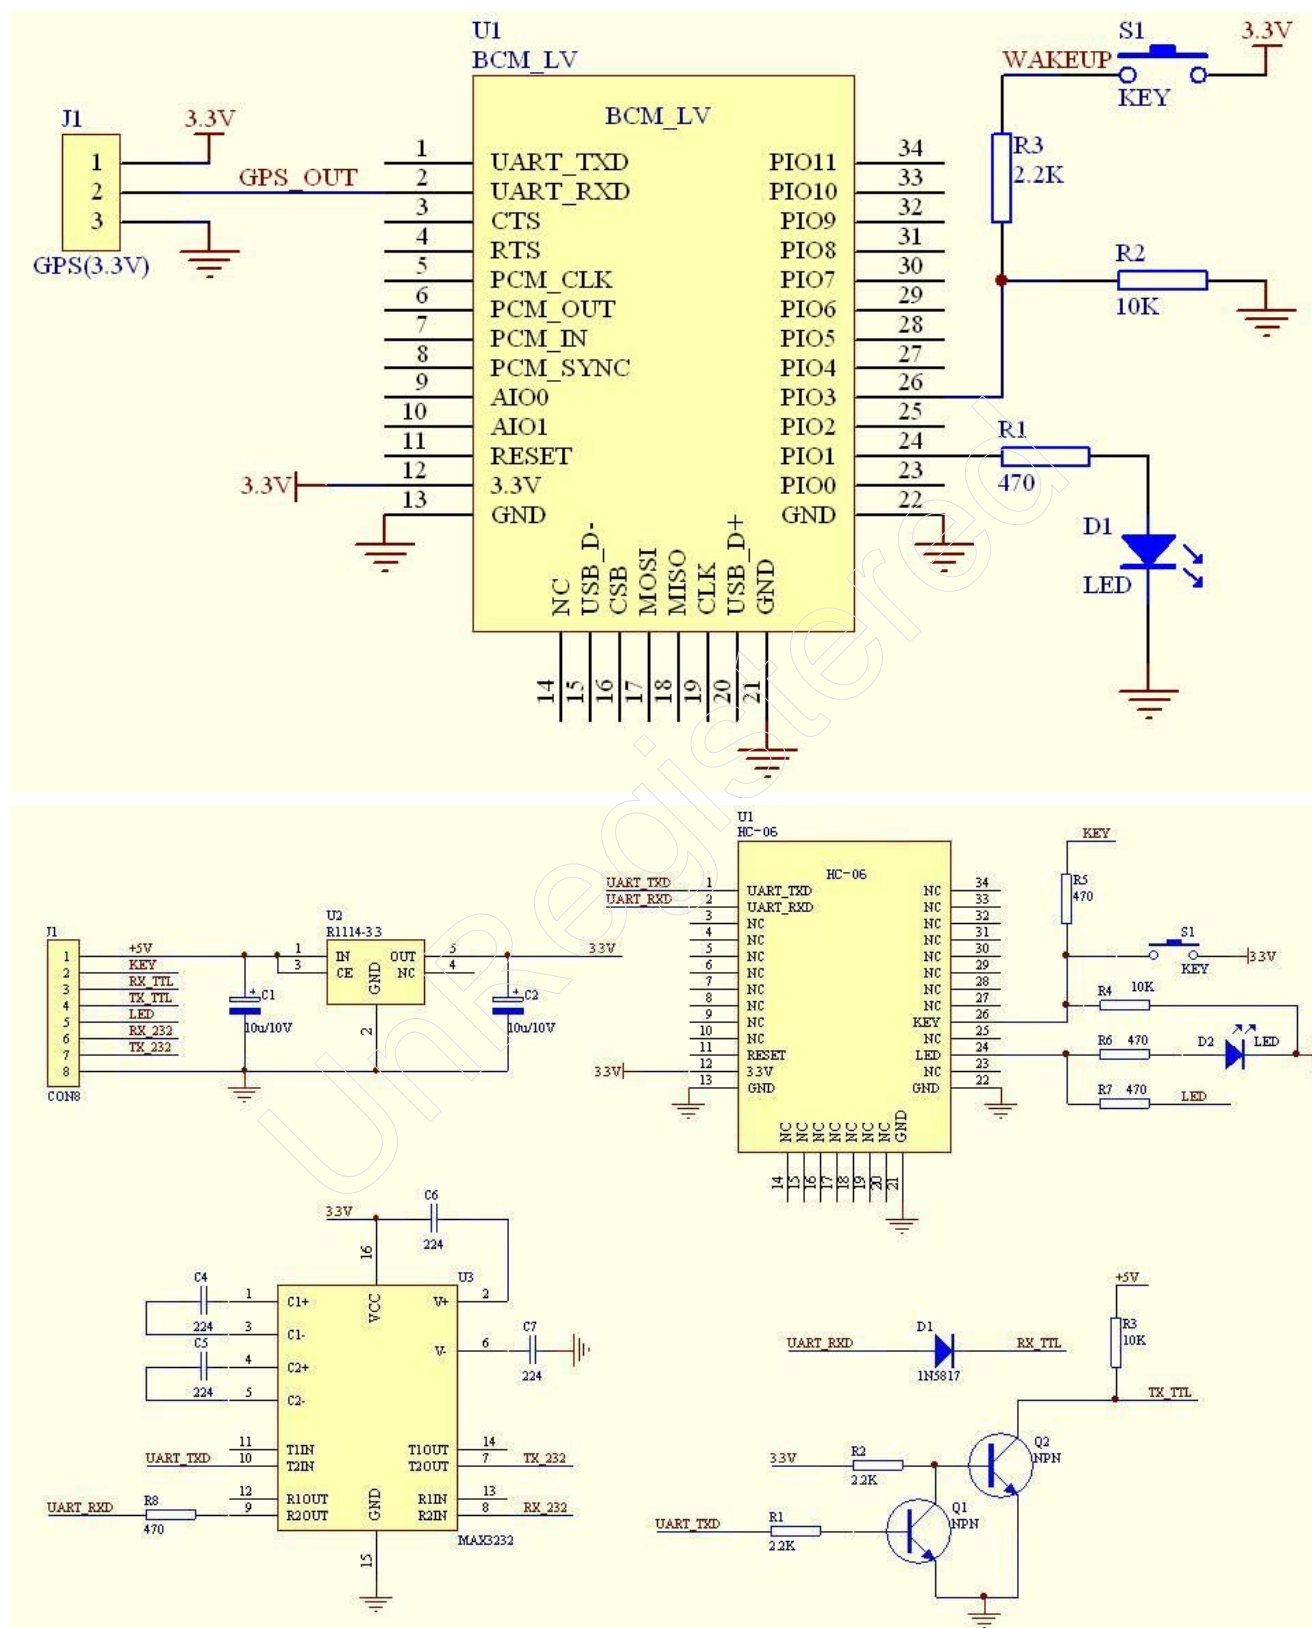 U1
BCM_LV
BCM_LV
J1
3.3V
1
2
3
GPS(3.3V)
GPS_OUT
1 UART_TXD
2 UART_RXD
3 CTS
4 RTS
5 PCM_CLK
6 PCM_OUT
7 PCM_IN
8 PCM_SYNC
9 AIO0
10 AIO1
11 RESET
3.3V 12 3.3V
13 GND
PIO11 34
PIO10 33
PIO9 32
PIO8 31
PIO7 30
PIO6 29
PIO5 28
PIO4 27
PIO3 26
PIO2 25
PIO1 24
PIO0 23
GND 22
NC 14
USB_D- 15
CSB 16
MOSI 17
MISO 18
CLK 19
USB_D+ 20
GND 21
S1
3.3V
WAKEUP
KEY
R3
2.2K
R2
10K
R1
470
D1
LED
UnRegistered
J1
1 +5V
2 KEY
3 RX_TTL
4 TX_TTL
5 LED
6 RX_232
7 TX_232
8
CON8
U2
R1114-3.3
1 IN
3 CE
GND 2
OUT 5
NC 4
C1
10u/10V
C2
10u/10V
3.3V
U1
HC-06
HC-06
UART_TXD 1 UART_TXD
UART_RXD 2 UART_RXD
3 NC
4 NC
5 NC
6 NC
7 NC
8 NC
9 NC
10 NC
11 RESET
3.3V 12 3.3V
13 GND
NC 34
NC 33
NC 32
NC 31
NC 30
NC 29
NC 28
NC 27
KEY 26
NC 25
LED 24
NC 23
GND 22
NC 14
NC 15
NC 16
NC 17
NC 18
NC 19
NC 20
GND 21
KEY
R5
470
S1
KEY
3.3V
R4 10K
R6 470
D2 LED
R7 470 LED
3.3V
C6
224
16
VCC
U3
C4
224
C5
224
1 C1+
3 C1-
4 C2+
5 C2-
V+ 2
V- 6
C7
224
11 T1IN
UART_TXD 10 T2IN
12 R1OUT
UART_RXD R8 9 R2OUT
470
T1OUT 14
T2OUT 7 TX_232
R1IN 13
R2IN 8 RX_232
GND
15
MAX3232
UART_RXD D1 RX_TTL
1N5817
+5V
R3
10K
TX_TTL
3.3V R2
2.2K
Q2
NPN
UART_TXD R1
2.2K
Q1
NPN